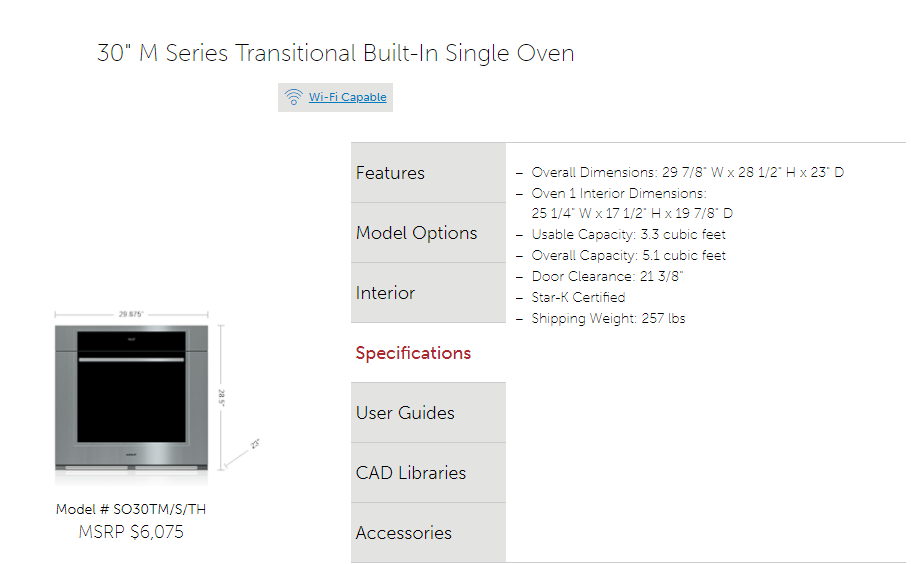 30" M Series Transitional Built-In Single Oven
Wi-Fi Capable
Features
Model Options
Interior
Specifications
User Guides
CAD Libraries
Accessories
– Overall Dimensions: 29 7/8" W x 28 1/2" H x 23" D
– Oven 1 Interior Dimensions:
25 1/4" W x 17 1/2" H x 19 7/8" D
– Usable Capacity: 3.3 cubic feet
– Overall Capacity: 5.1 cubic feet
– Door Clearance: 21 3/8"
– Star-K Certified
– Shipping Weight: 257 lbs
29.875"
28.5"
23"
Model # SO30TM/S/TH
MSRP $6,075